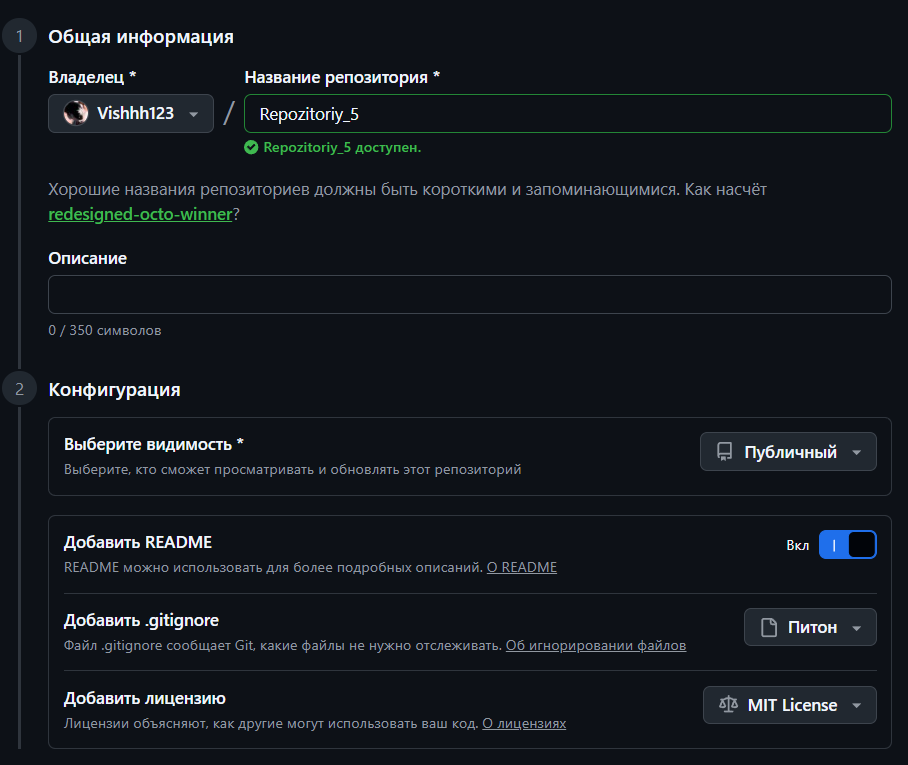 1
Общая информация
Владелец *
Название репозитория *
Vishhh123 / Repozitoriy_5
Repozitoriy_5 доступен.
Хорошие названия репозиториев должны быть короткими и запоминающимися. Как насчёт
redesigned-octo-winner?
Описание
0 / 350 символов
2
Конфигурация
Выберите видимость *
Выберите, кто сможет просматривать и обновлять этот репозиторий
Публичный
Добавить README
README можно использовать для более подробных описаний. О README
Вкл
Добавить .gitignore
Файл .gitignore сообщает Git, какие файлы не нужно отслеживать. Об игнорировании файлов
Питон
Добавить лицензию
Лицензии объясняют, как другие могут использовать ваш код. О лицензиях
MIT License